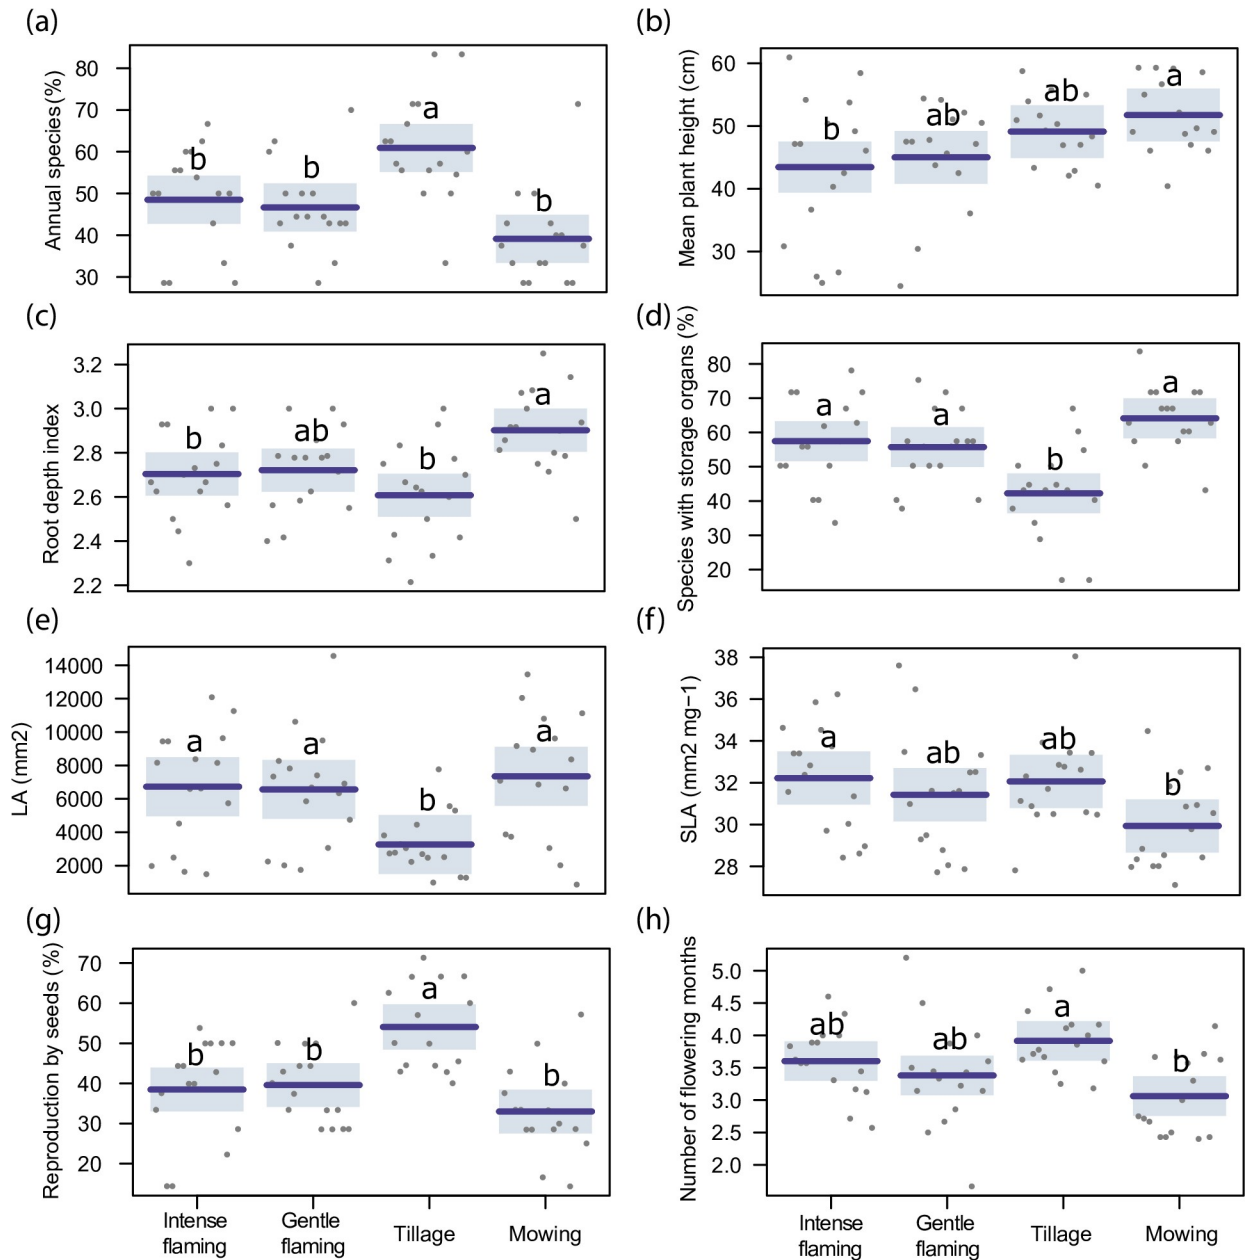 (a)
Annual species (%)
80
70
60
50
40
30
b
b
a
b
(b)
Mean plant height (cm)
60
50
40
30
b
ab
ab
a
(c)
Root depth index
3.2
3.0
2.8
2.6
2.4
2.2
b
ab
b
a
(d)
Species with storage organs (%)
80
70
60
50
40
30
20
a
a
b
a
(e)
LA (mm2)
14000
12000
10000
8000
6000
4000
2000
a
a
b
a
(f)
SLA (mm2 mg−1)
38
36
34
32
30
28
a
ab
ab
b
(g)
Reproduction by seeds (%)
70
60
50
40
30
20
b
b
a
b
Intense
flaming
Gentle
flaming
Tillage
Mowing
(h)
Number of flowering months
5.0
4.5
4.0
3.5
3.0
2.5
2.0
ab
ab
a
b
Intense
flaming
Gentle
flaming
Tillage
Mowing